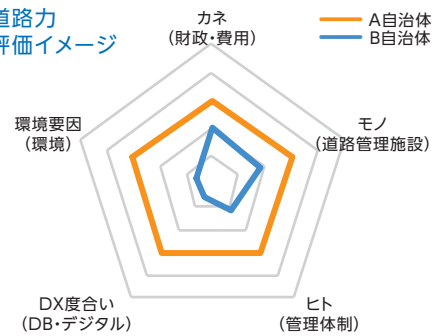 道路力
評価イメージ
カネ
(財政・費用)
A自治体
B自治体
モノ
(道路管理施設)
環境要因
(環境)
DX度合い
(DB・デジタル)
ヒト
(管理体制)